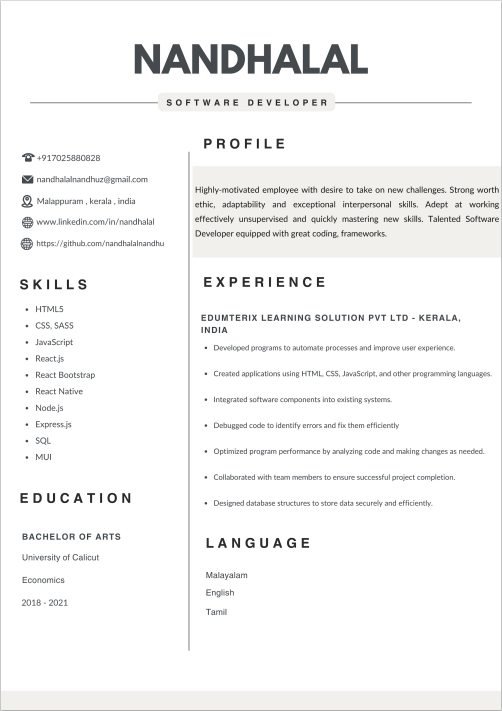 NANDHALAL
SOFTWARE DEVELOPER
+917025880828
nandhalalnandhuz@gmail.com
Malappuram , kerala , india
www.linkedin.com/in/nandhalal
https://github.com/nandhalalnandhu
SKILLS
HTML5
CSS, SASS
JavaScript
React.js
React Bootstrap
React Native
Node.js
Express.js
SQL
MUI
EDUCATION
BACHELOR OF ARTS
University of Calicut
Economics
2018 - 2021
PROFILE
Highly-motivated employee with desire to take on new challenges. Strong worth
ethic, adaptability and exceptional interpersonal skills. Adept at working
effectively unsupervised and quickly mastering new skills. Talented Software
Developer equipped with great coding, frameworks.
EXPERIENCE
EDUMTERIX LEARNING SOLUTION PVT LTD - KERALA,
INDIA
Developed programs to automate processes and improve user experience.
Created applications using HTML, CSS, JavaScript, and other programming languages.
Integrated software components into existing systems.
Debugged code to identify errors and fix them efficiently
Optimized program performance by analyzing code and making changes as needed.
Collaborated with team members to ensure successful project completion.
Designed database structures to store data securely and efficiently.
LANGUAGE
Malayalam
English
Tamil